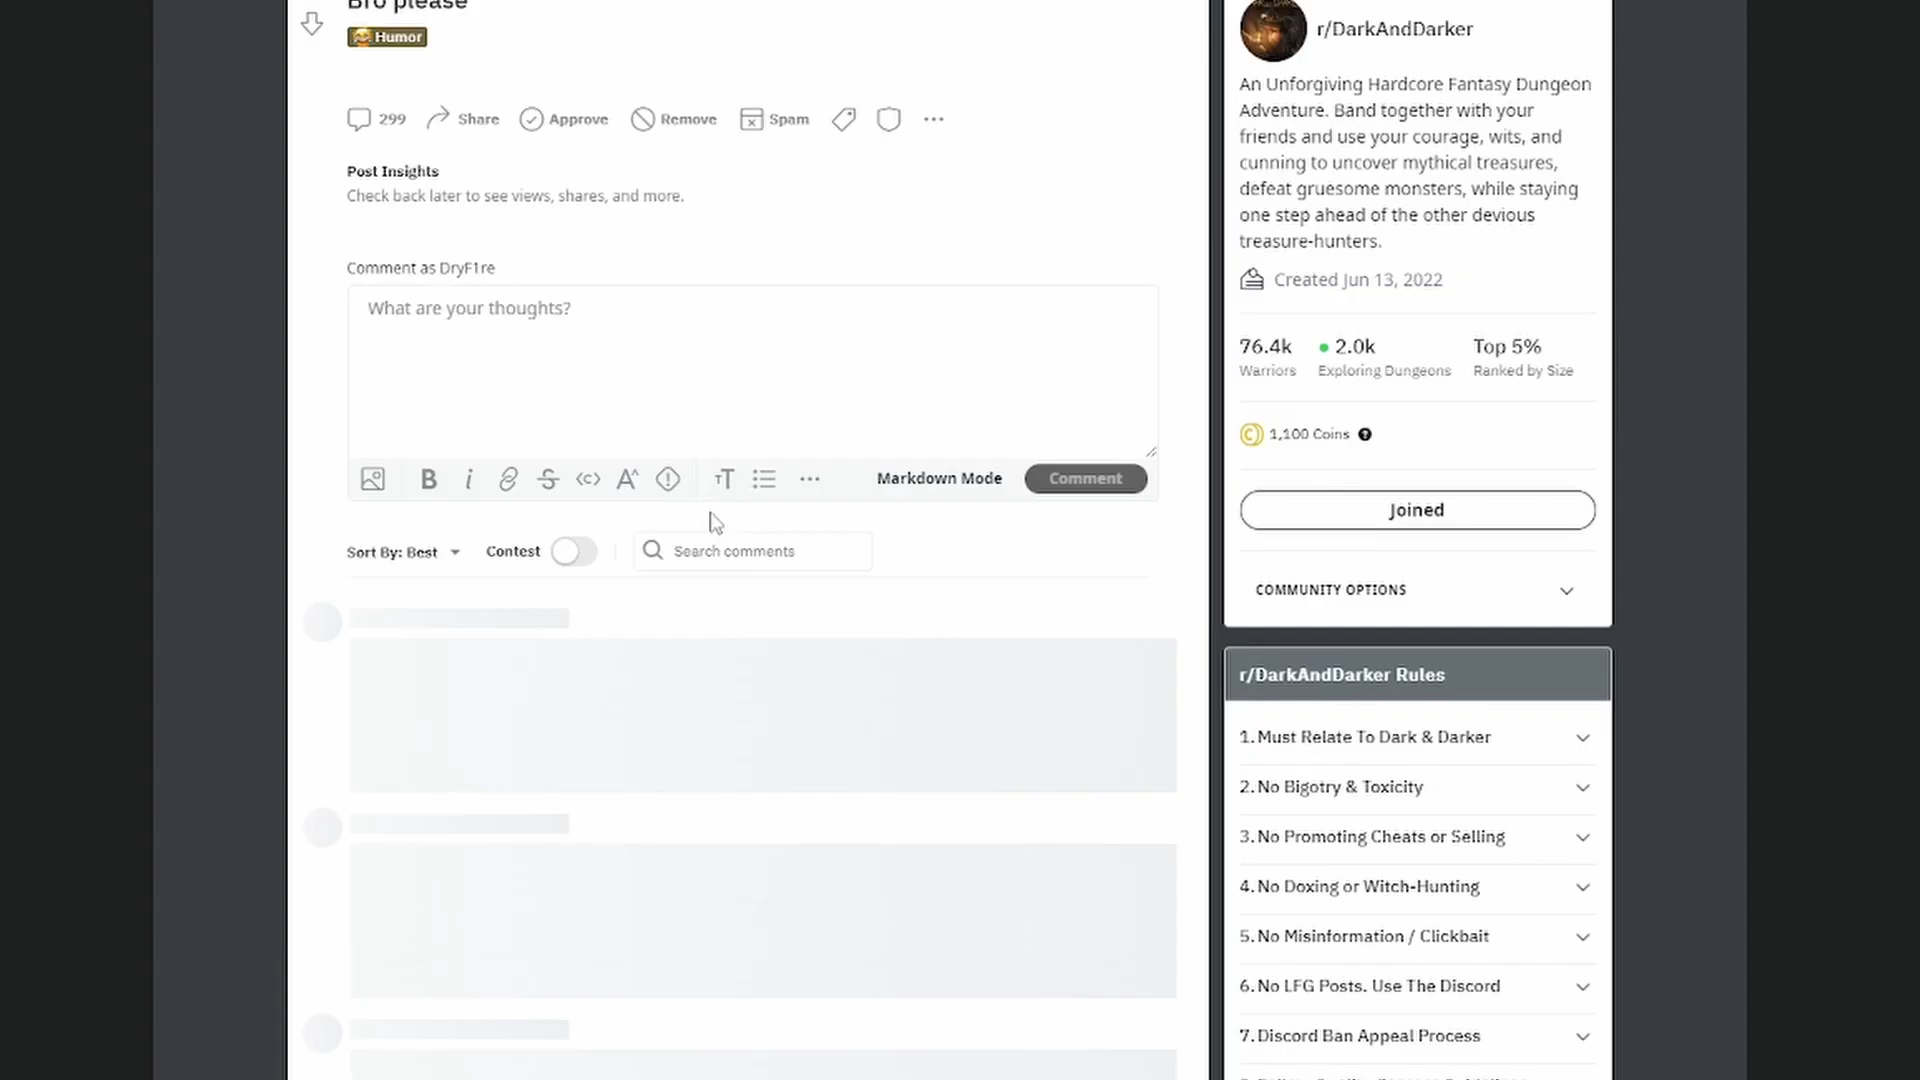 Bro please
Humor
299 Share Approve Remove Spam
Post Insights
Check back later to see views, shares, and more.
Comment as DryF1re
What are your thoughts?
B i A^ TT Markdown Mode Comment
Sort By: Best Contest Search comments
r/DarkAndDarker
An Unforgiving Hardcore Fantasy Dungeon
Adventure. Band together with your
friends and use your courage, wits, and
cunning to uncover mythical treasures,
defeat gruesome monsters, while staying
one step ahead of the other devious
treasure-hunters.
Created Jun 13, 2022
76.4k 2.0k Top 5%
Warriors Exploring Dungeons Ranked by Size
1,100 Coins
Joined
COMMUNITY OPTIONS
r/DarkAndDarker Rules
1. Must Relate To Dark & Darker
2. No Bigotry & Toxicity
3. No Promoting Cheats or Selling
4. No Doxing or Witch-Hunting
5. No Misinformation / Clickbait
6. No LFG Posts. Use The Discord
7. Discord Ban Appeal Process